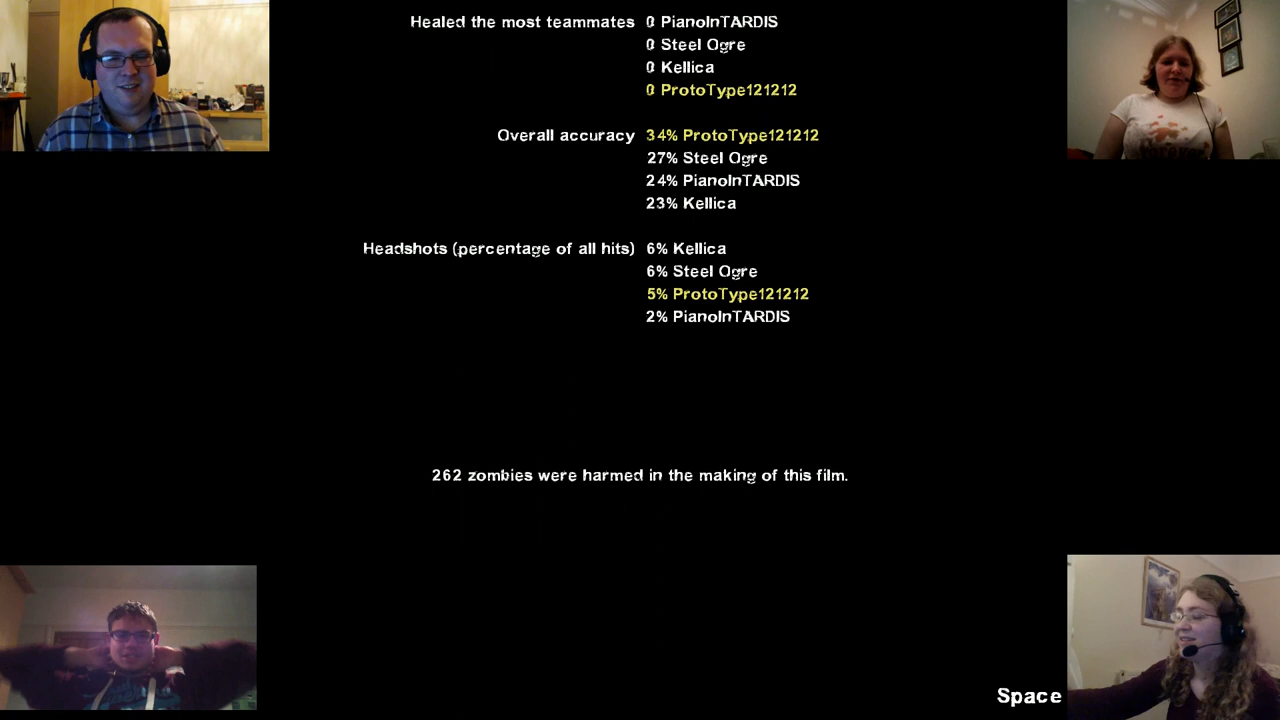 Healed the most teammates 0 PianoInTARDIS
0 Steel Ogre
0 Kellica
0 ProtoType121212
Overall accuracy 34% ProtoType121212
27% Steel Ogre
24% PianoInTARDIS
23% Kellica
Headshots (percentage of all hits) 6% Kellica
6% Steel Ogre
5% ProtoType121212
2% PianoInTARDIS
262 zombies were harmed in the making of this film.
Space